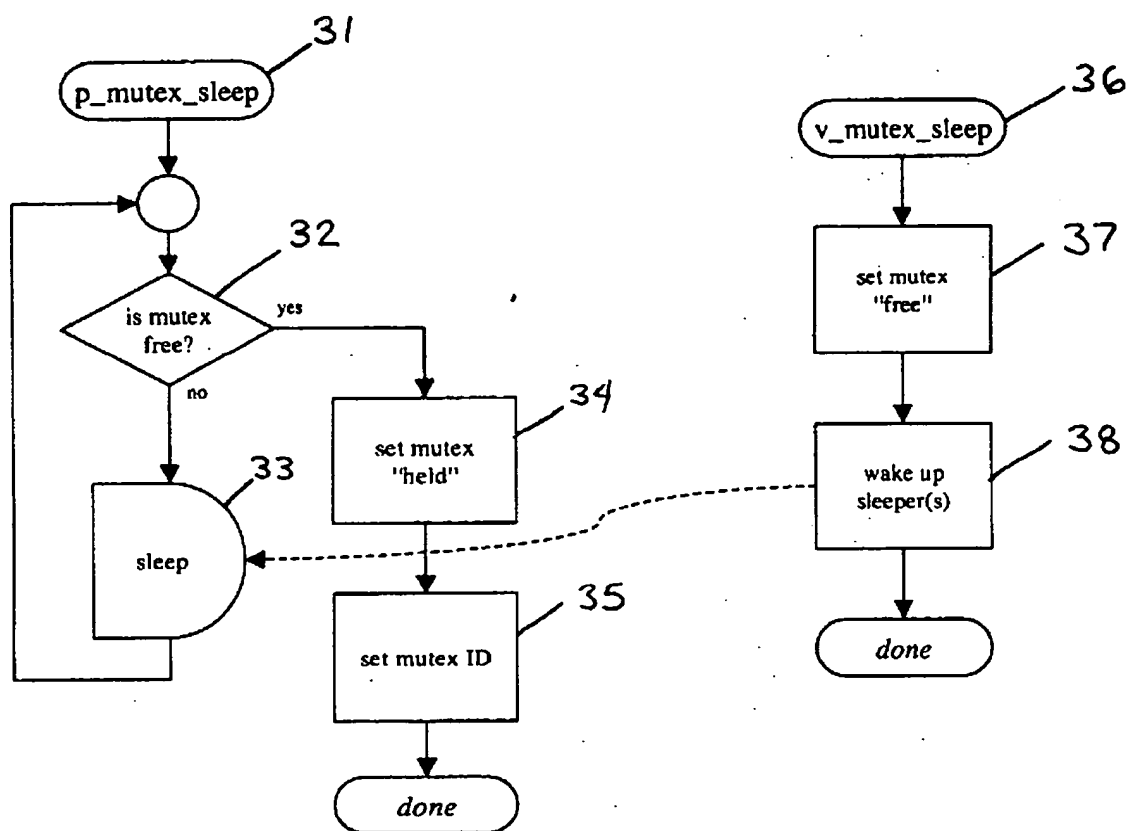 31
p_mutex_sleep
36
v_mutex_sleep
32
is mutex
free?
yes
no
37
set mutex
"free"
34
set mutex
"held"
33
sleep
38
wake up
sleeper(s)
35
set mutex ID
done
done